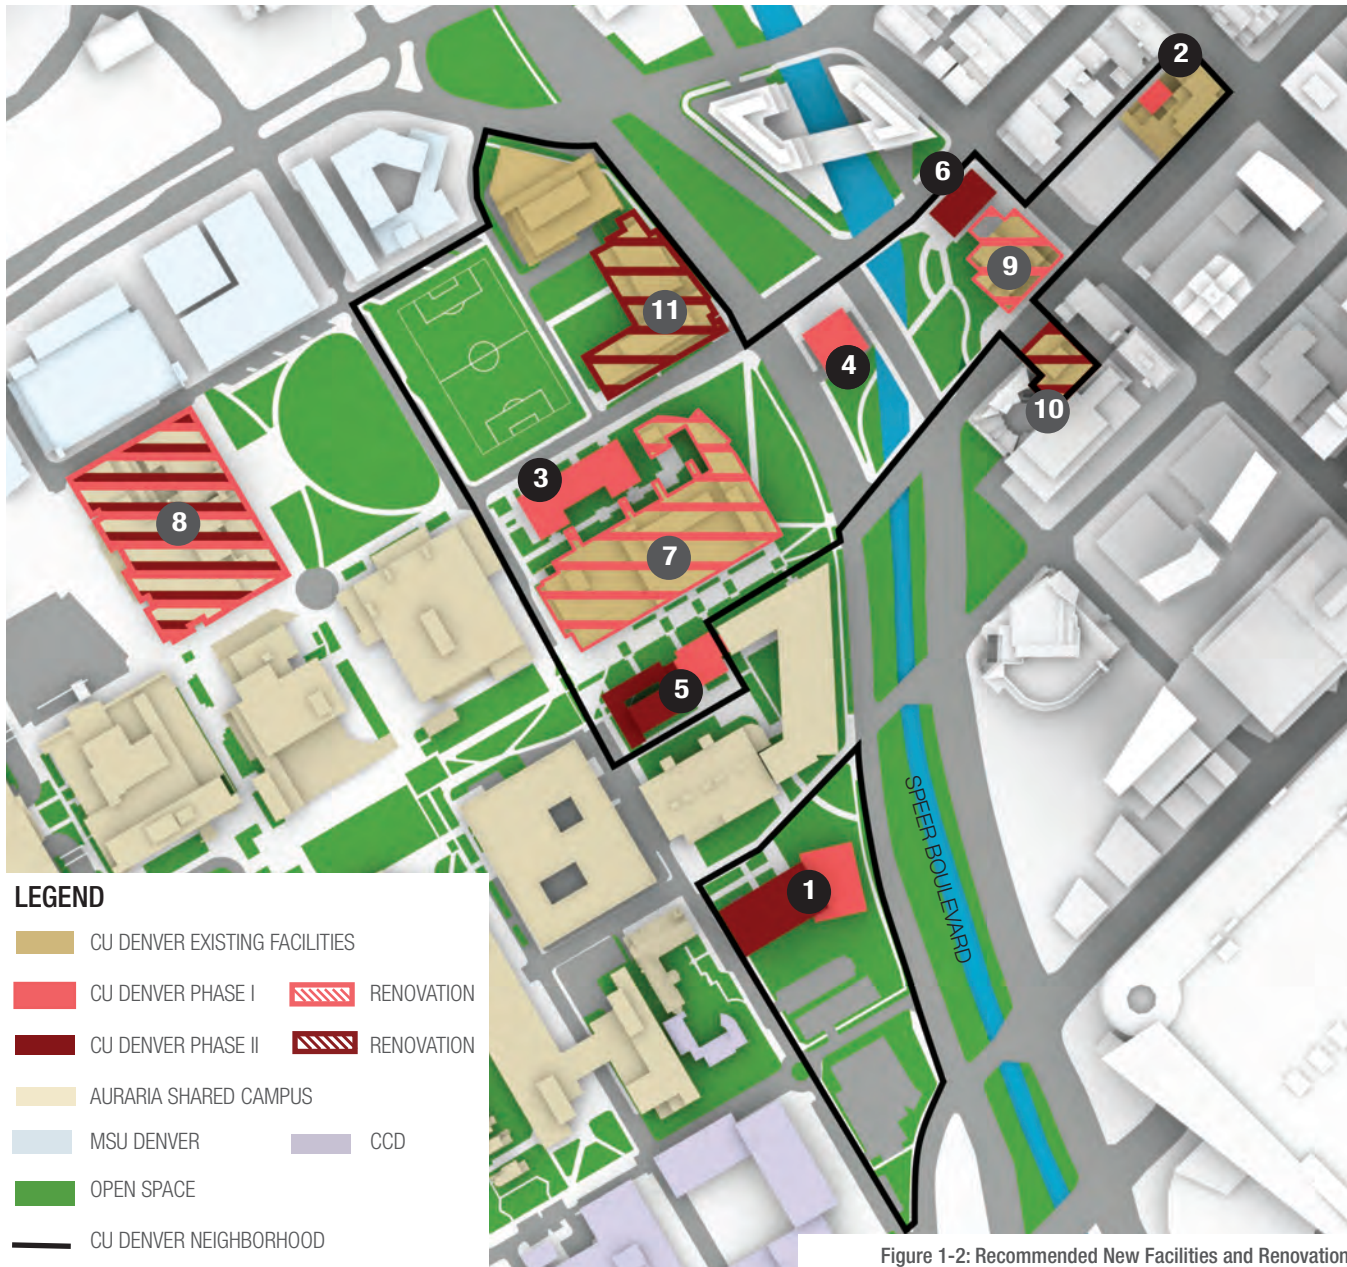 2
6
9
11
4
10
3
8
7
5
SPEER BOULEVARD
1
LEGEND
CU DENVER EXISTING FACILITIES
CU DENVER PHASE I RENOVATION
CU DENVER PHASE II RENOVATION
AURARIA SHARED CAMPUS
MSU DENVER CCD
OPEN SPACE
CU DENVER NEIGHBORHOOD
Figure 1-2: Recommended New Facilities and Renovation